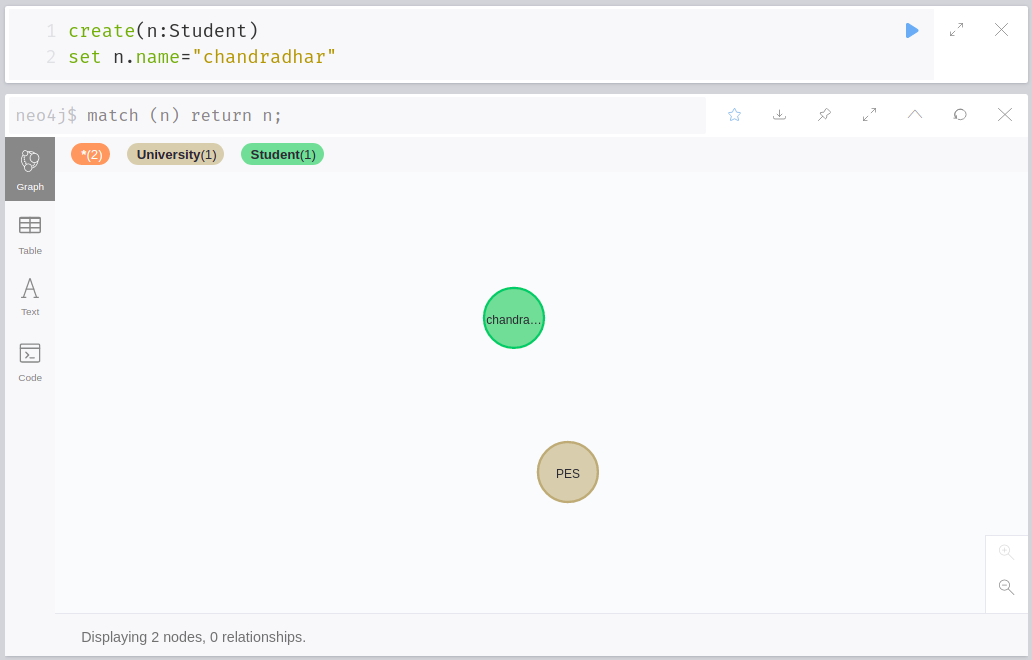 1 create(n:Student)
2 set n.name="chandradhar"
neo4j$ match (n) return n;
*(2) University(1) Student(1)
Graph
Table
A
Text
Code
chandra…
PES
Displaying 2 nodes, 0 relationships.